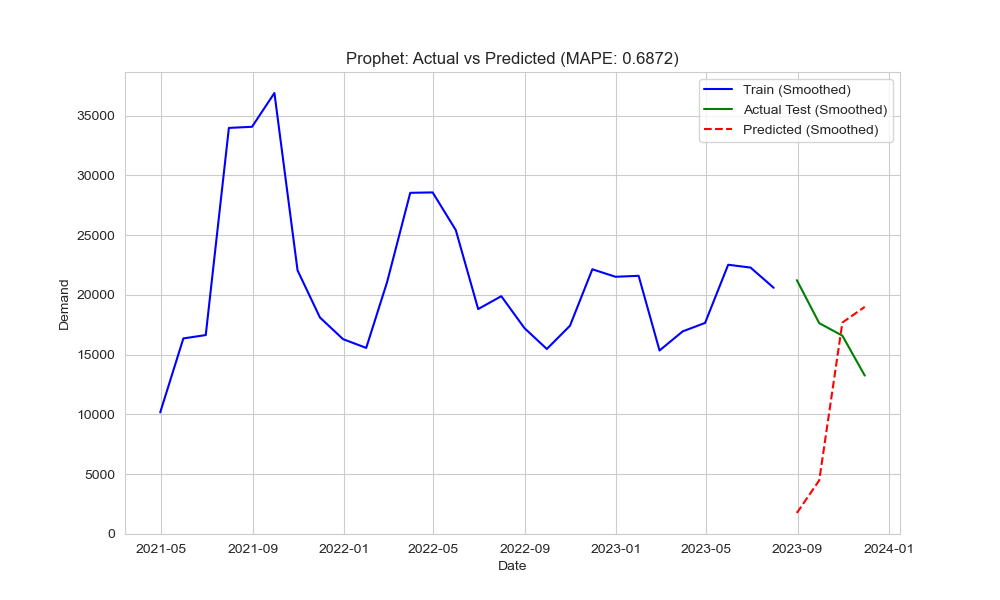 Prophet: Actual vs Predicted (MAPE: 0.6872)
Train (Smoothed)
Actual Test (Smoothed)
Predicted (Smoothed)
Demand
35000
30000
25000
20000
15000
10000
5000
0
2021-05 2021-09 2022-01 2022-05 2022-09 2023-01 2023-05 2023-09 2024-01
Date